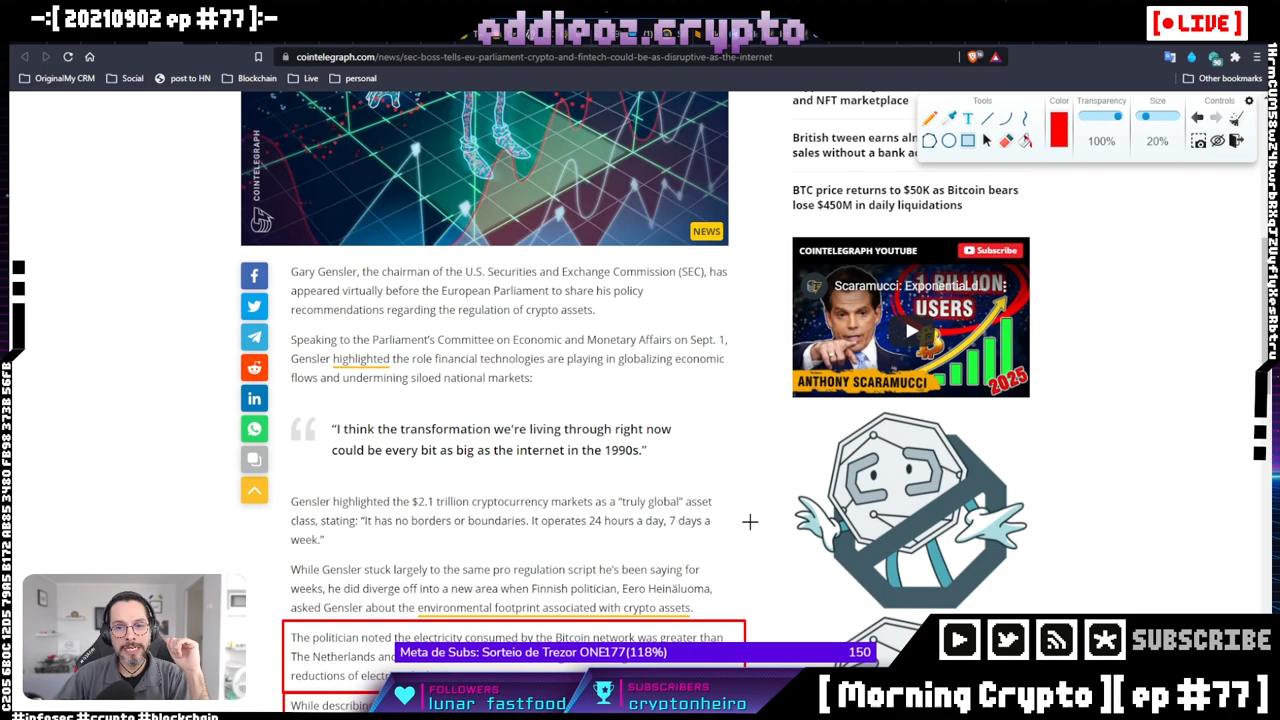 -:[ 20210902 ep #77 ]:-
eddieoz.crypto
[ LIVE ]
cointelegraph.com/news/sec-boss-tells-eu-parliament-crypto-and-fintech-could-be-as-disruptive-as-the-internet
OriginalMy CRM
Social
post to HN
Blockchain
Live
personal
Other bookmarks
Tools
Color
Transparency
Size
Controls
100%
20%
COINTELEGRAPH
NEWS
and NFT marketplace
British tween earns
sales without a bank
BTC price returns to $50K as Bitcoin bears
lose $450M in daily liquidations
COINTELEGRAPH YOUTUBE
Subscribe
Scaramucci: Exponential d...
1 BILLION
USERS
ANTHONY SCARAMUCCI
2025
Gary Gensler, the chairman of the U.S. Securities and Exchange Commission (SEC), has
appeared virtually before the European Parliament to share his policy
recommendations regarding the regulation of crypto assets.
Speaking to the Parliament's Committee on Economic and Monetary Affairs on Sept. 1,
Gensler highlighted the role financial technologies are playing in globalizing economic
flows and undermining siloed national markets:
“I think the transformation we're living through right now
could be every bit as big as the internet in the 1990s.”
Gensler highlighted the $2.1 trillion cryptocurrency markets as a “truly global” asset
class, stating: “It has no borders or boundaries. It operates 24 hours a day, 7 days a
week.”
While Gensler stuck largely to the same pro regulation script he's been saying for
weeks, he did diverge off into a new area when Finnish politician, Eero Heinäluoma,
asked Gensler about the environmental footprint associated with crypto assets.
The politician noted the electricity consumed by the Bitcoin network was greater than
The Netherlands and
reductions of
While describing
Meta de Subs: Sorteio de Trezor ONE177(118%)
150
FOLLOWERS
lunar_fastfood
SUBSCRIBERS
cryptonheiro
SUBSCRIBE
[ Morning Crypto ][ ep #77 ]
#infosec #crypto #blockchain